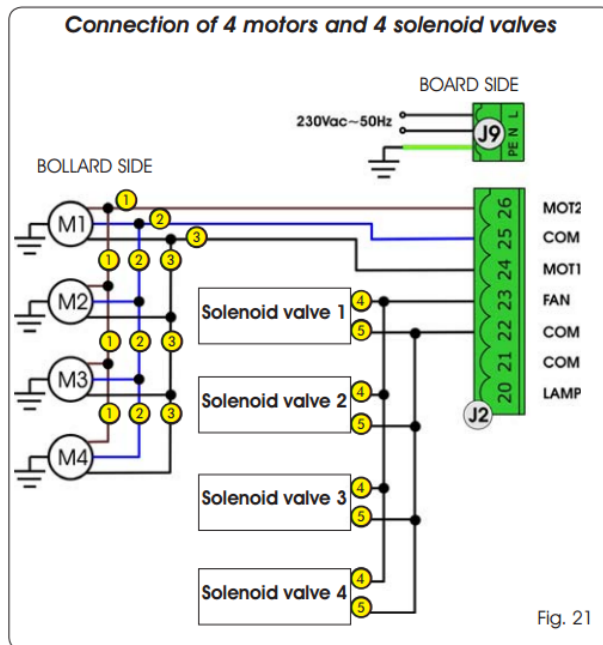 Connection of 4 motors and 4 solenoid valves
BOARD SIDE
230Vac~50Hz
J9
L
N
PE
BOLLARD SIDE
1
2
3
M1
26 MOT2
25 COM
24 MOT1
23 FAN
22 COM
21 COM
20 LAMP
J2
1 2 3
M2
1 2 3
M3
1 2 3
M4
Solenoid valve 1
4
5
Solenoid valve 2
4
5
Solenoid valve 3
4
5
Solenoid valve 4
4
5
Fig. 21